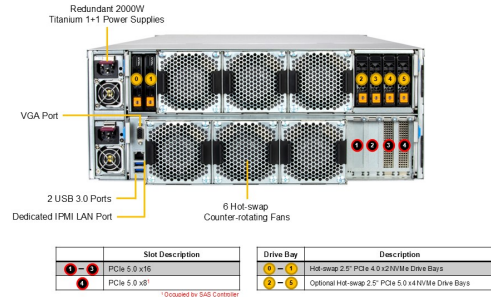 Redundant 2000W
Titanium 1+1 Power Supplies
0 1
2 3 4 5
VGA Port
1 2 3 4
2 USB 3.0 Ports
Dedicated IPMI LAN Port
6 Hot-swap
Counter-rotating Fans
Slot Description
1 – 3 PCIe 5.0 x16
4 PCIe 5.0 x8¹
¹ Occupied by SAS Controller
Drive Bay Description
0 – 1 Hot-swap 2.5" PCIe 4.0 x2 NVMe Drive Bays
2 – 5 Optional Hot-swap 2.5" PCIe 5.0 x4 NVMe Drive Bays